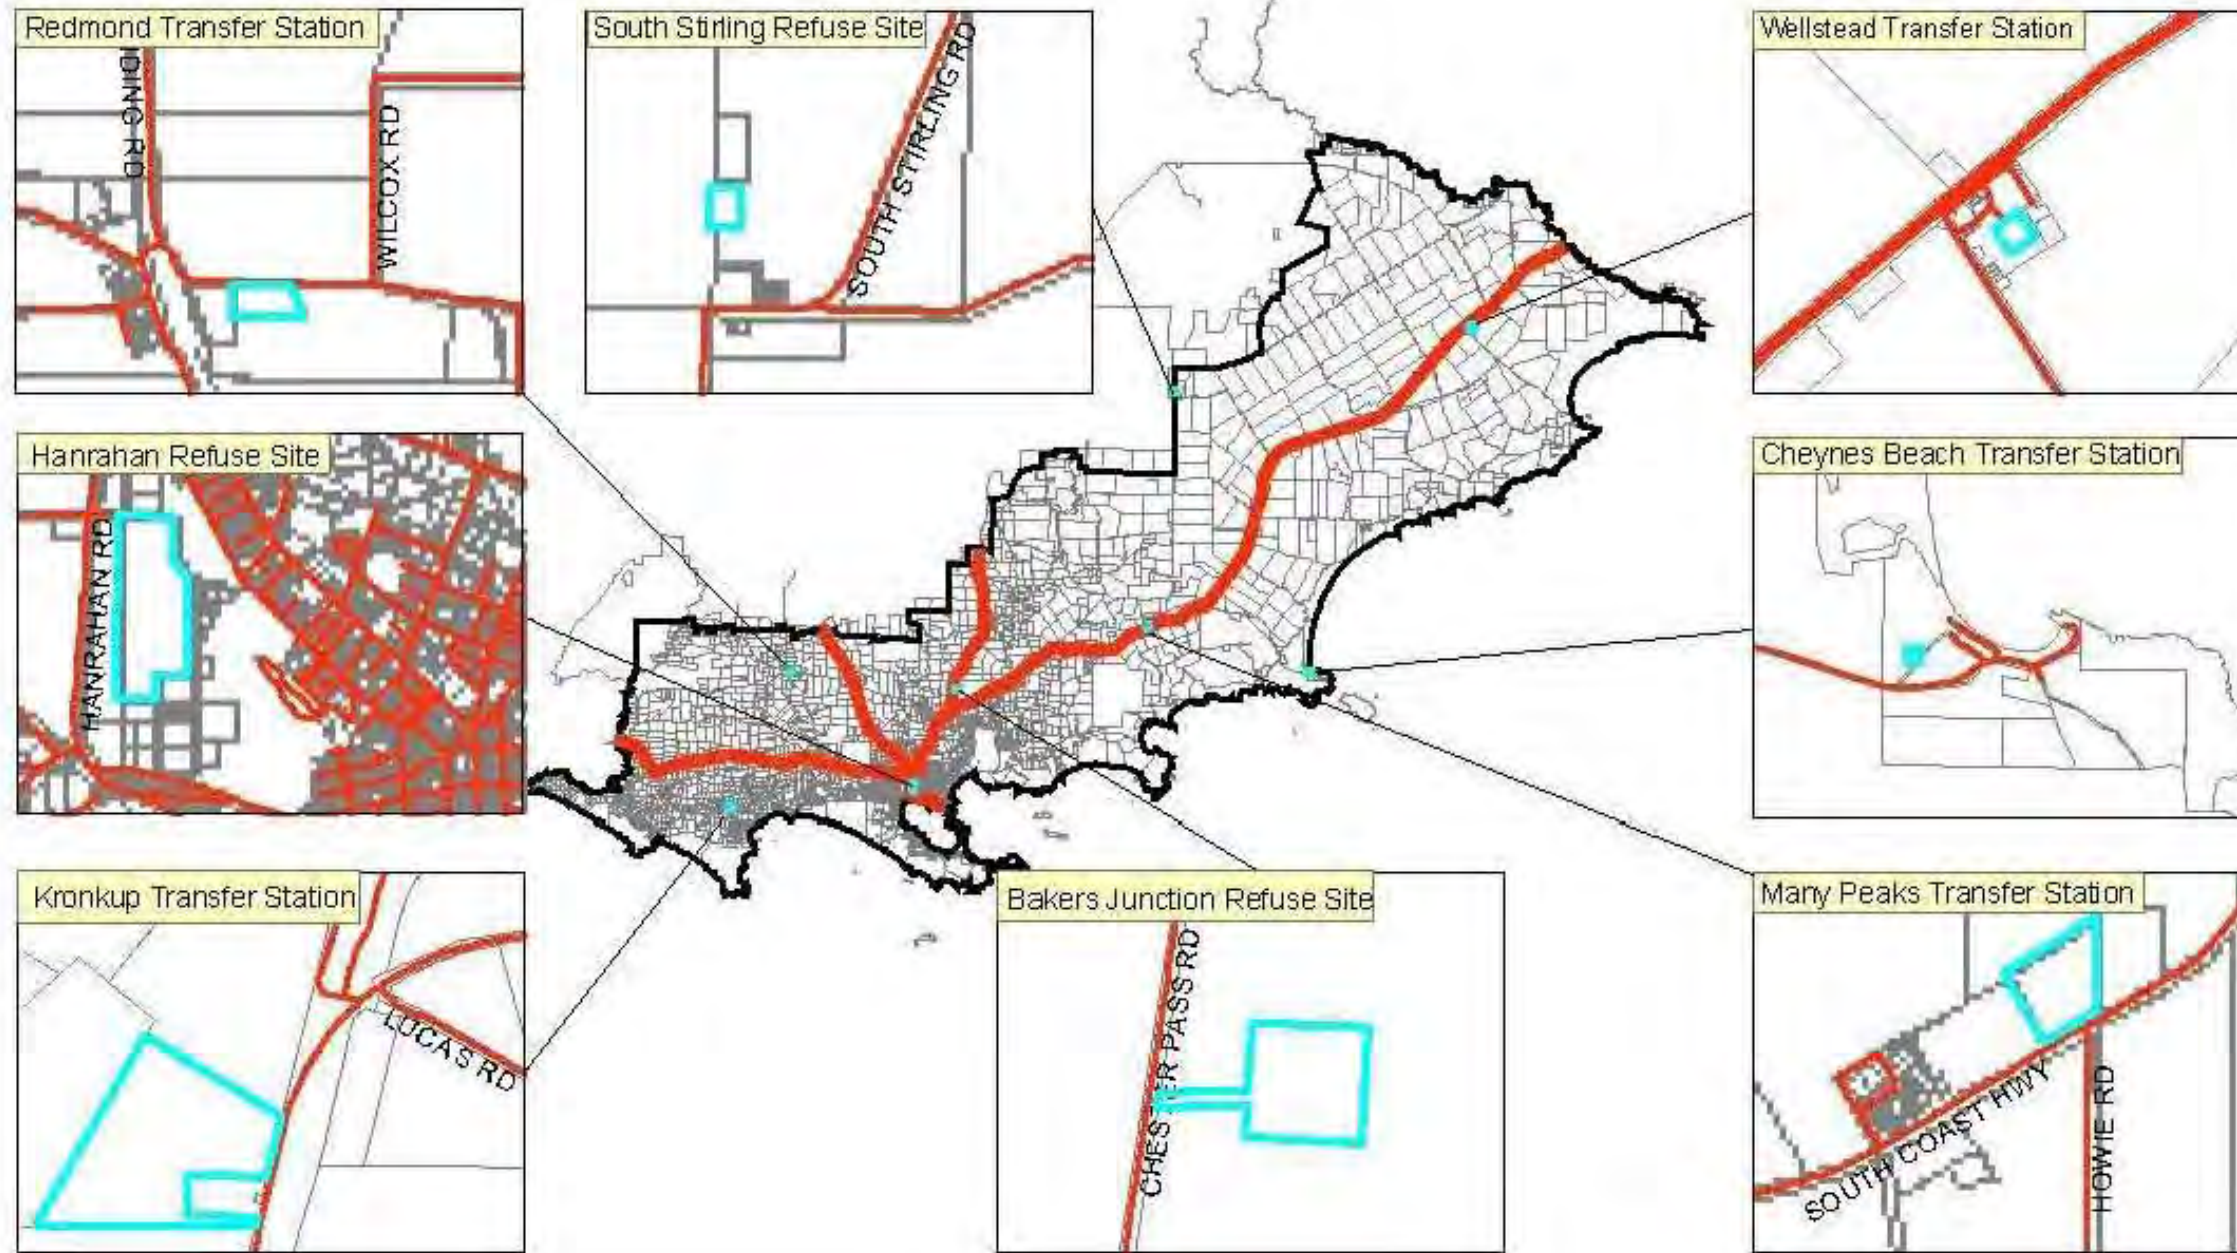 Redmond Transfer Station
DING RD
WILCOX RD
South Stirling Refuse Site
SOUTH STIRLING RD
Wellstead Transfer Station
Hanrahan Refuse Site
HANRAHAN RD
Cheynes Beach Transfer Station
Kronkup Transfer Station
LUCAS RD
Bakers Junction Refuse Site
CHESTER PASS RD
Many Peaks Transfer Station
SOUTH COAST HWY
HOWIE RD